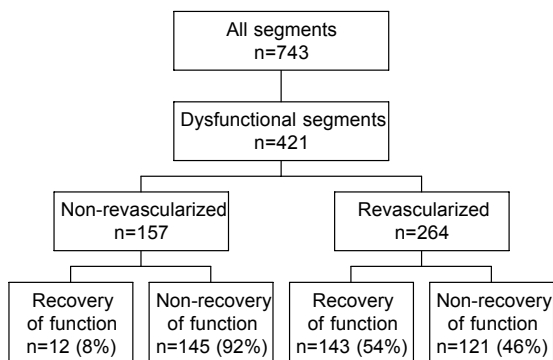 All segments
n=743
Dysfunctional segments
n=421
Non-revascularized
n=157
Revascularized
n=264
Recovery
of function
n=12 (8%)
Non-recovery
of function
n=145 (92%)
Recovery
of function
n=143 (54%)
Non-recovery
of function
n=121 (46%)